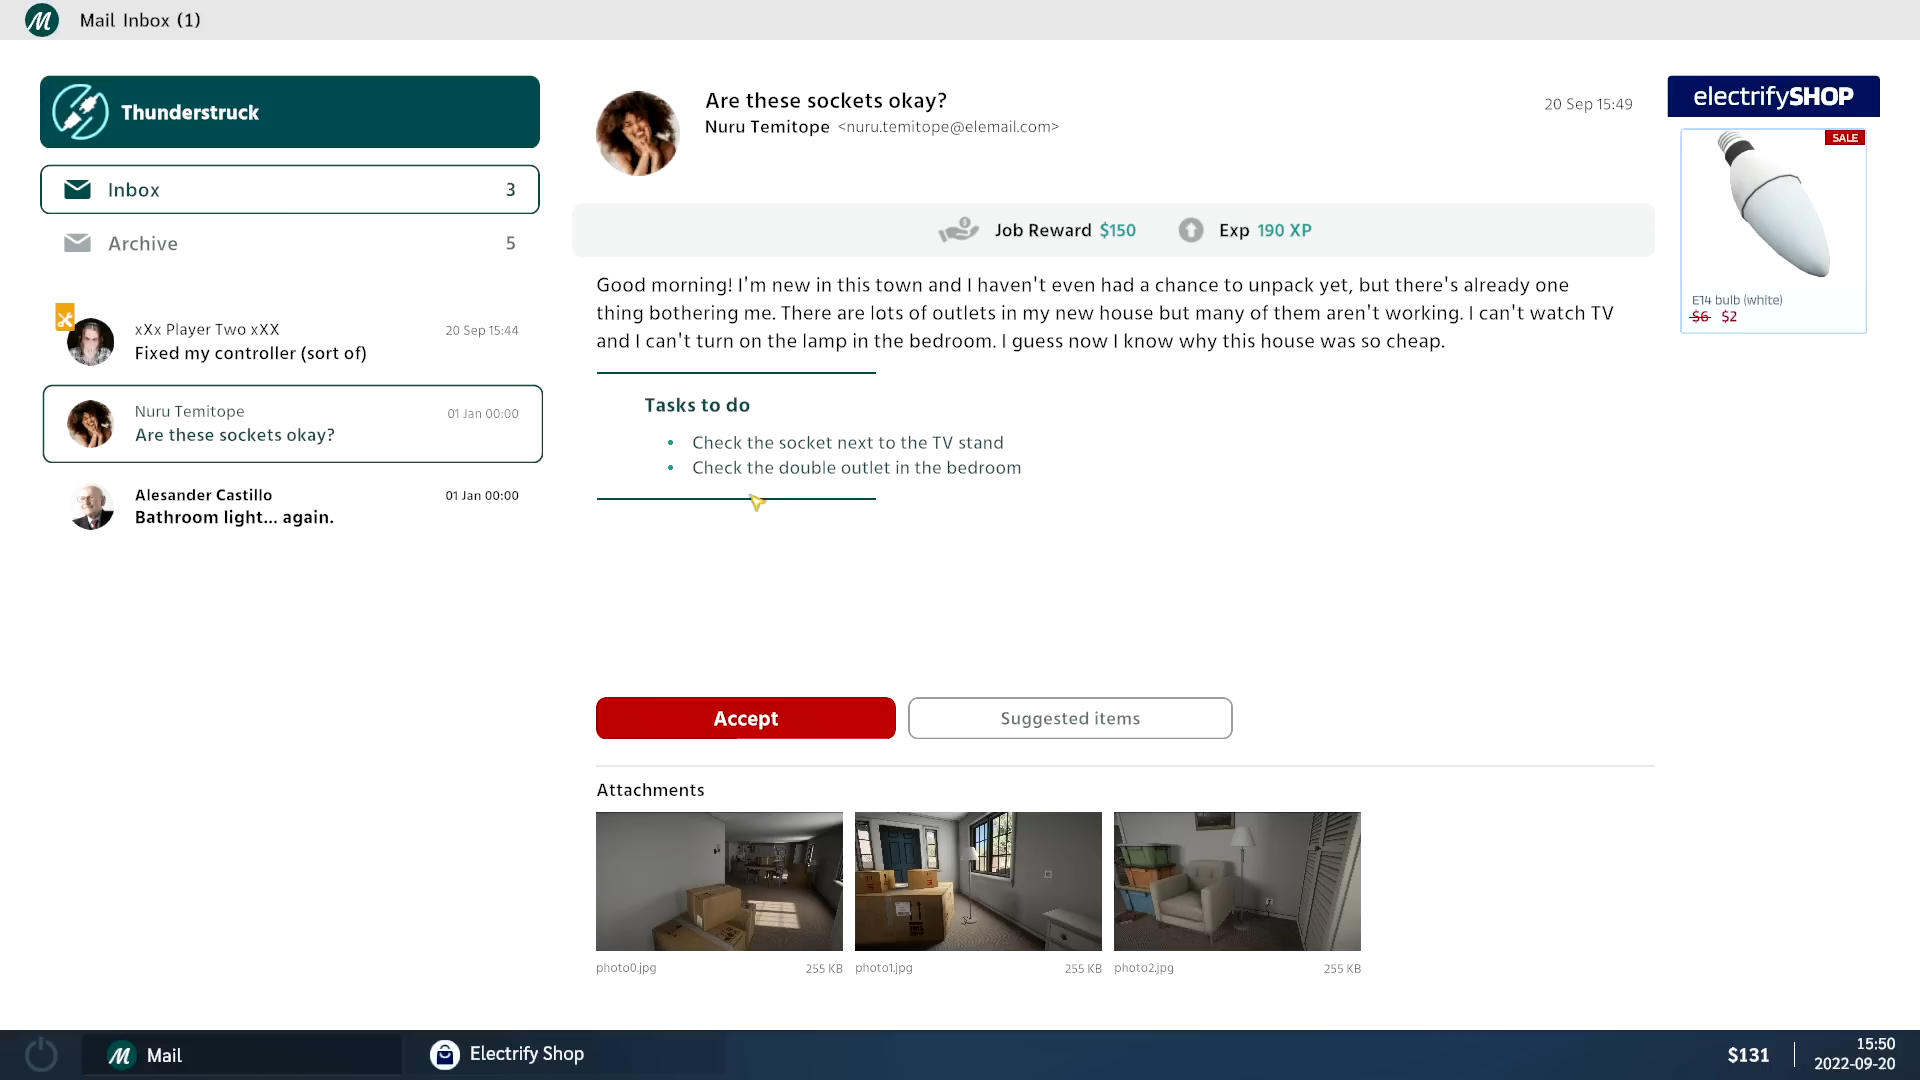 Mail Inbox (1)
Thunderstruck
Inbox 3
Archive 5
xXx Player Two xXX 20 Sep 15:44
Fixed my controller (sort of)
Nuru Temitope 01 Jan 00:00
Are these sockets okay?
Alesander Castillo 01 Jan 00:00
Bathroom light... again.
Are these sockets okay? 20 Sep 15:49
Nuru Temitope <nuru.temitope@elemail.com>
Job Reward $150 Exp 190 XP
Good morning! I'm new in this town and I haven't even had a chance to unpack yet, but there's already one
thing bothering me. There are lots of outlets in my new house but many of them aren't working. I can't watch TV
and I can't turn on the lamp in the bedroom. I guess now I know why this house was so cheap.
Tasks to do
• Check the socket next to the TV stand
• Check the double outlet in the bedroom
Accept Suggested items
Attachments
photo0.jpg 255 KB photo1.jpg 255 KB photo2.jpg 255 KB
electrifySHOP
SALE
E14 bulb (white)
$6 $2
Mail Electrify Shop $131 15:50
2022-09-20